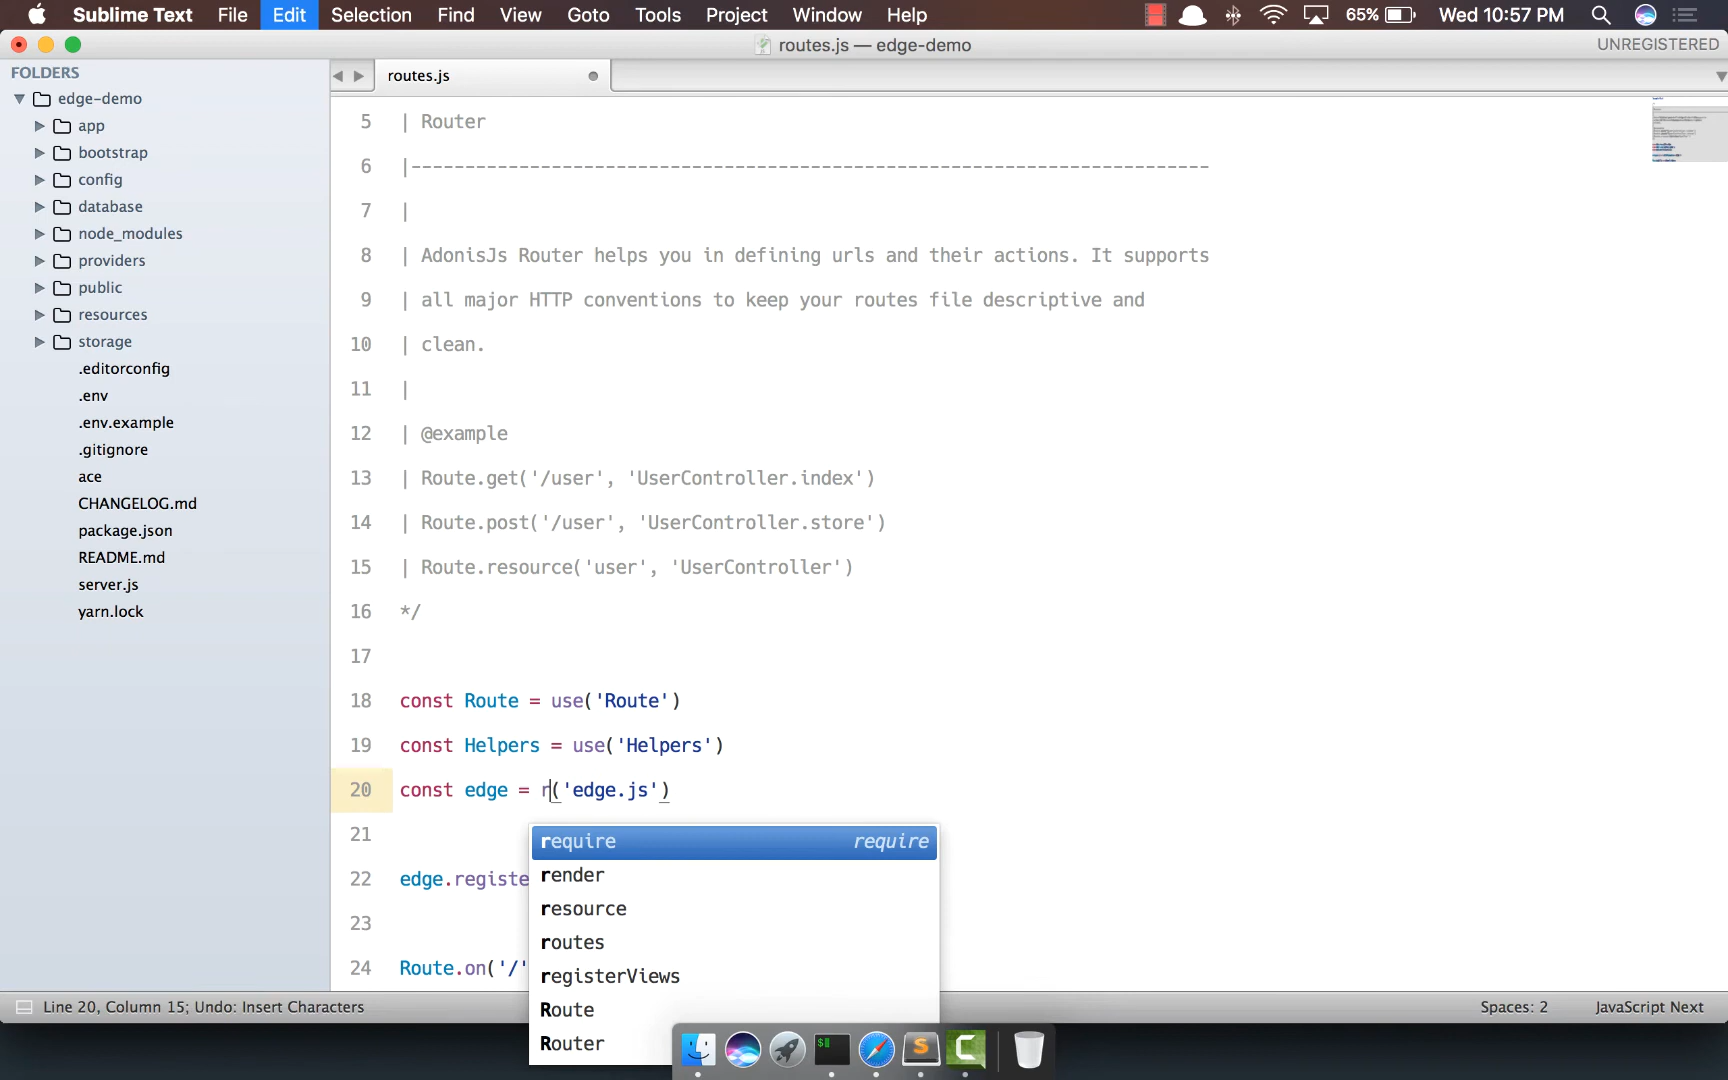 Sublime Text File Edit Selection Find View Goto Tools Project Window Help 65% Wed 10:57 PM
routes.js — edge-demo UNREGISTERED
FOLDERS
edge-demo
app
bootstrap
config
database
node_modules
providers
public
resources
storage
.editorconfig
.env
.env.example
.gitignore
ace
CHANGELOG.md
package.json
README.md
server.js
yarn.lock
routes.js
5 | Router
6 |--------------------------------------------------------------------------
7 |
8 | AdonisJs Router helps you in defining urls and their actions. It supports
9 | all major HTTP conventions to keep your routes file descriptive and
10 | clean.
11 |
12 | @example
13 | Route.get('/user', 'UserController.index')
14 | Route.post('/user', 'UserController.store')
15 | Route.resource('user', 'UserController')
16 */
17
18 const Route = use('Route')
19 const Helpers = use('Helpers')
20 const edge = r('edge.js')
21
22 edge.registe
23
24 Route.on('/'
require require
render
resource
routes
registerViews
Route
Router
Line 20, Column 15; Undo: Insert Characters Spaces: 2 JavaScript Next